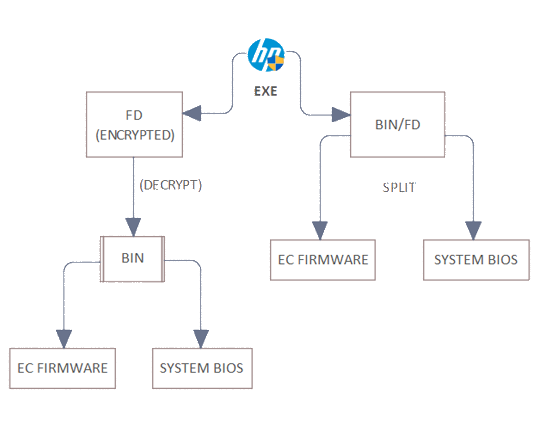 hp
EXE
FD
(ENCRYPTED)
BIN/FD
(DECRYPT)
SPLIT
BIN
EC FIRMWARE
SYSTEM BIOS
EC FIRMWARE
SYSTEM BIOS